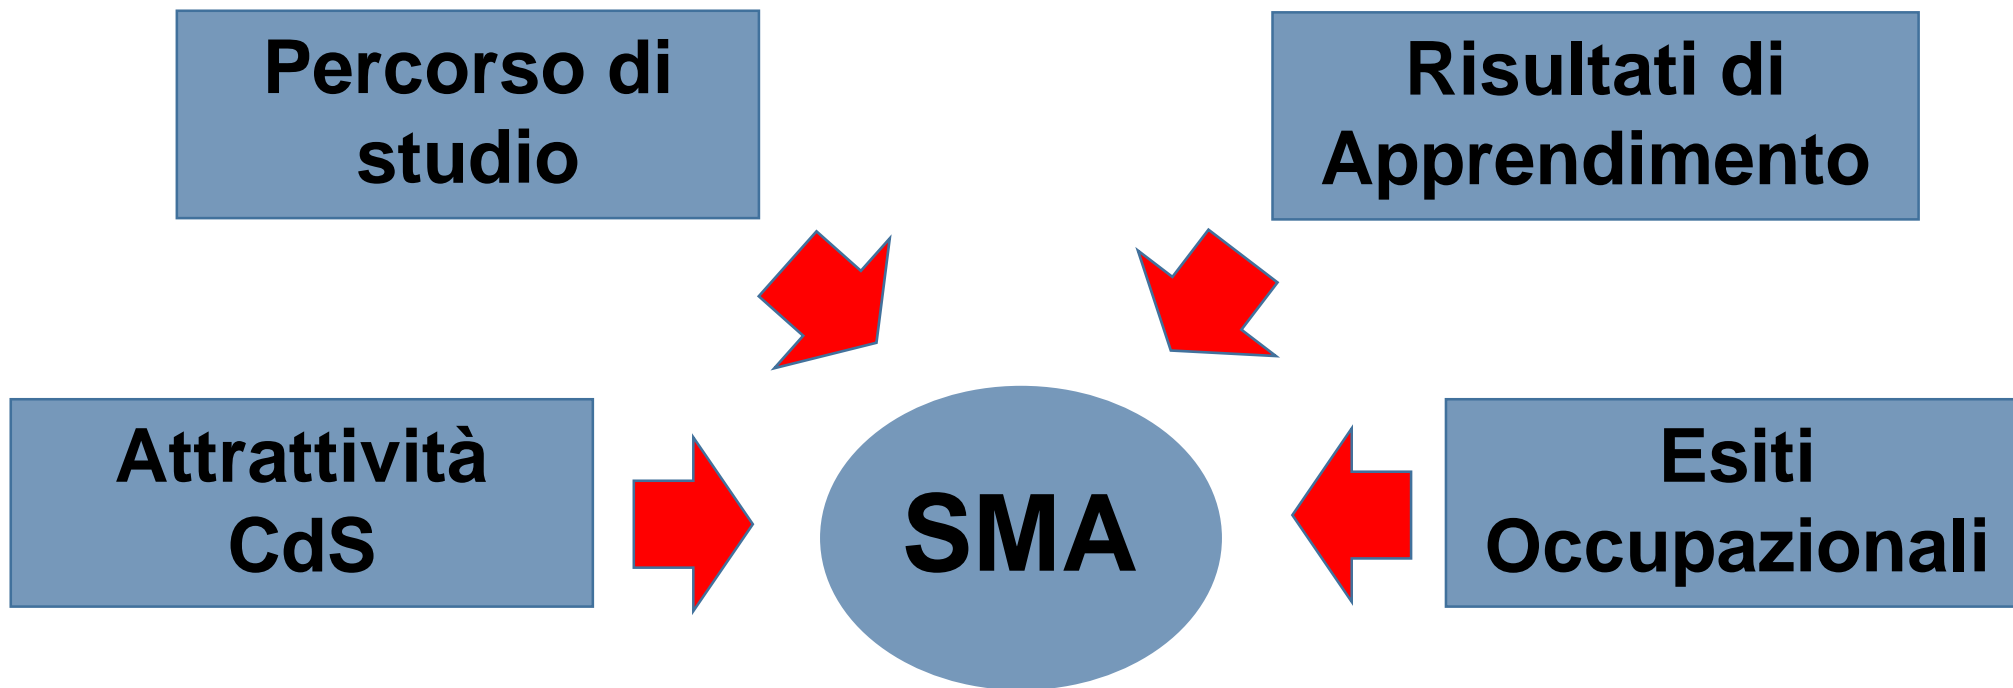 Percorso di
studio
Risultati di
Apprendimento
Attrattività
CdS
SMA
Esiti
Occupazionali